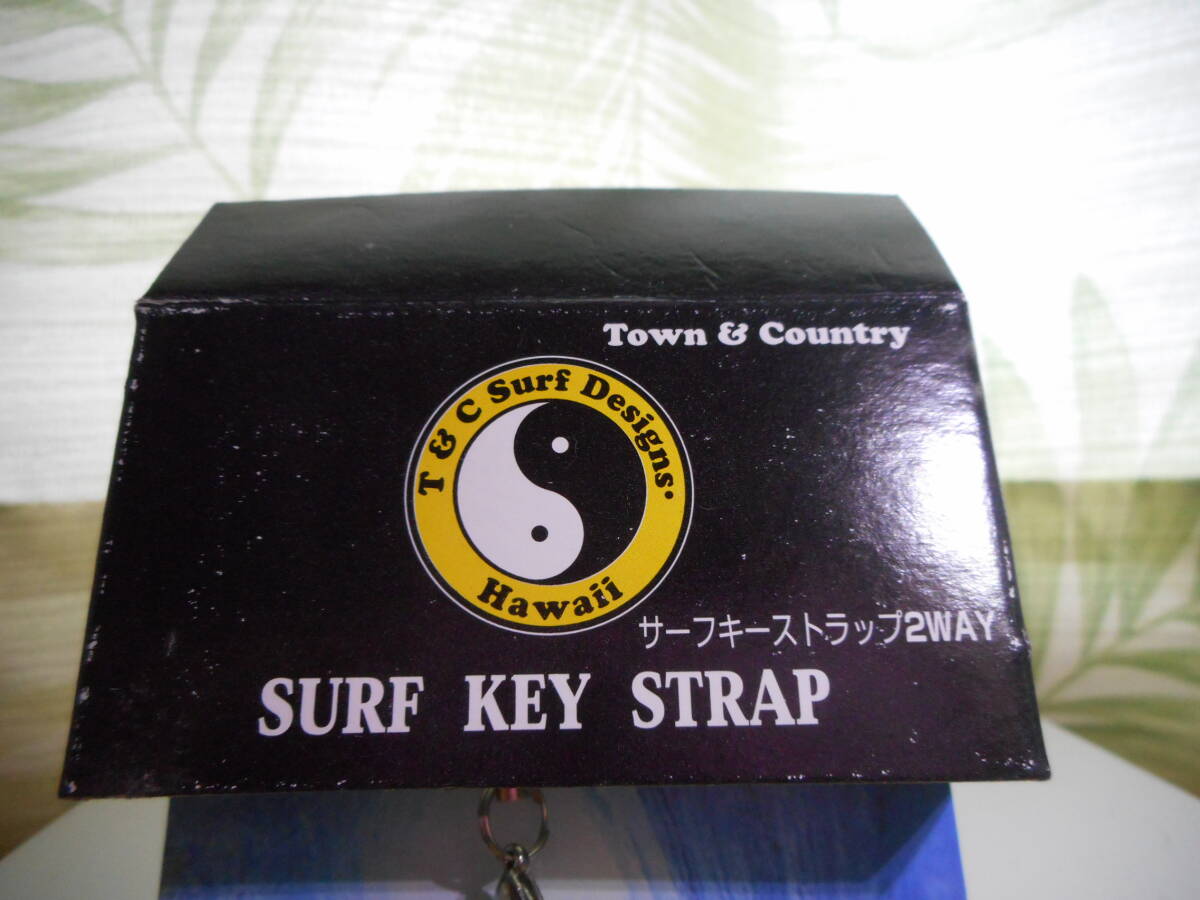 Town & Country
T & C Surf Designs
Hawaii
サーフキーストラップ2WAY
SURF KEY STRAP